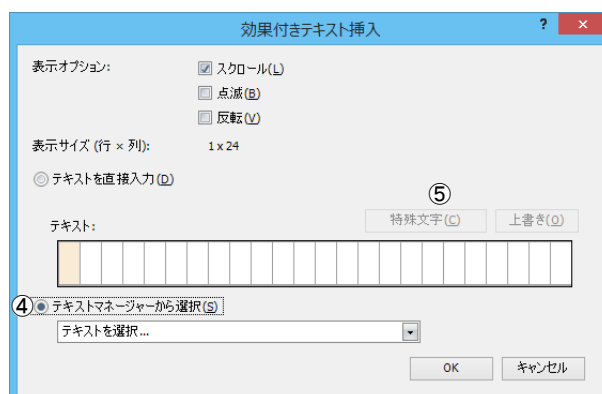 効果付きテキスト挿入 ? ×
表示オプション: スクロール(L)
点滅(B)
反転(V)
表示サイズ (行 × 列): 1 x 24
テキストを直接入力(D)
⑤
テキスト: 特殊文字(C) 上書き(O)
④ テキストマネージャーから選択(S)
テキストを選択...
OK キャンセル